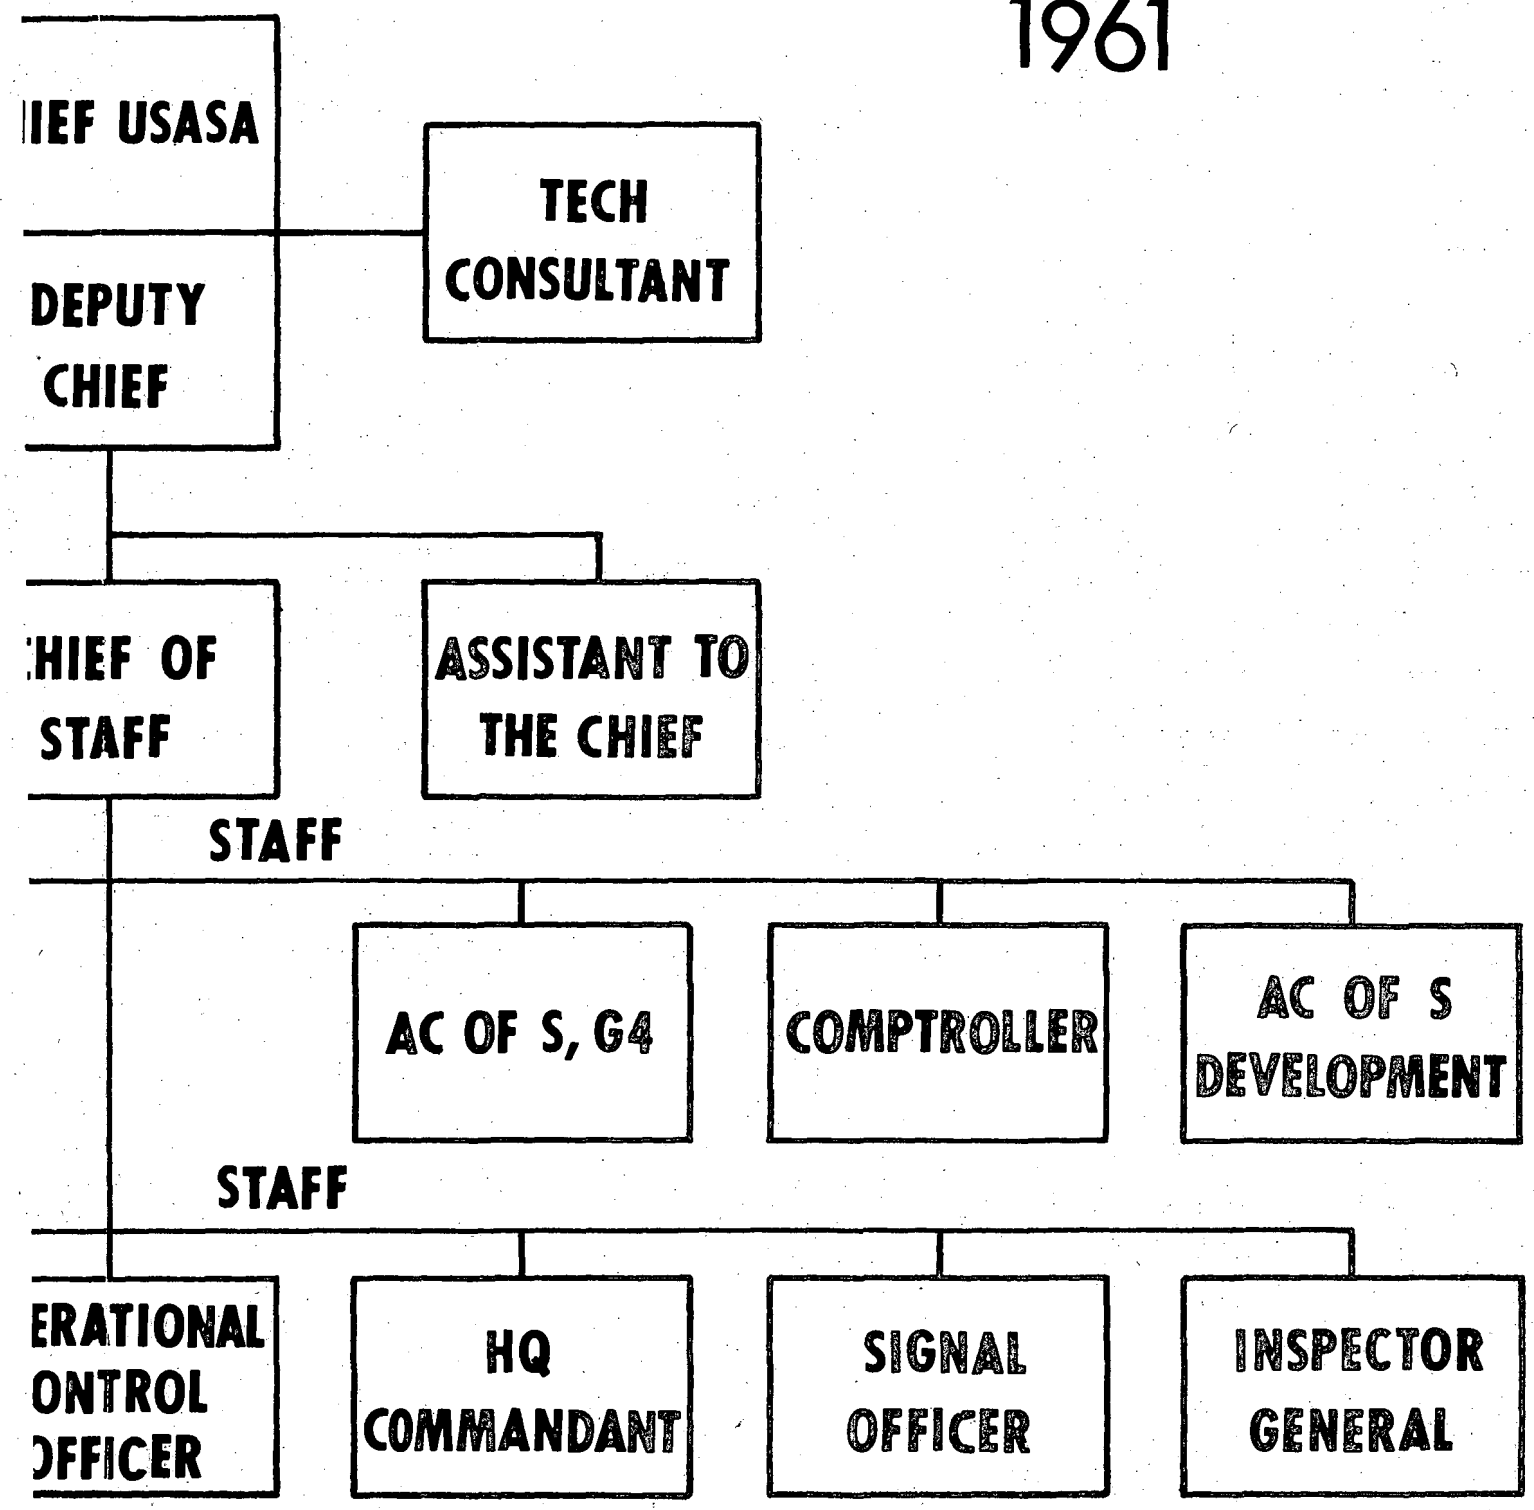 1961
IEF USASA
TECH
CONSULTANT
DEPUTY
CHIEF
HIEF OF
STAFF
ASSISTANT TO
THE CHIEF
STAFF
AC OF S, G4
COMPTROLLER
AC OF S
DEVELOPMENT
STAFF
ERATIONAL
ONTROL
OFFICER
HQ
COMMANDANT
SIGNAL
OFFICER
INSPECTOR
GENERAL